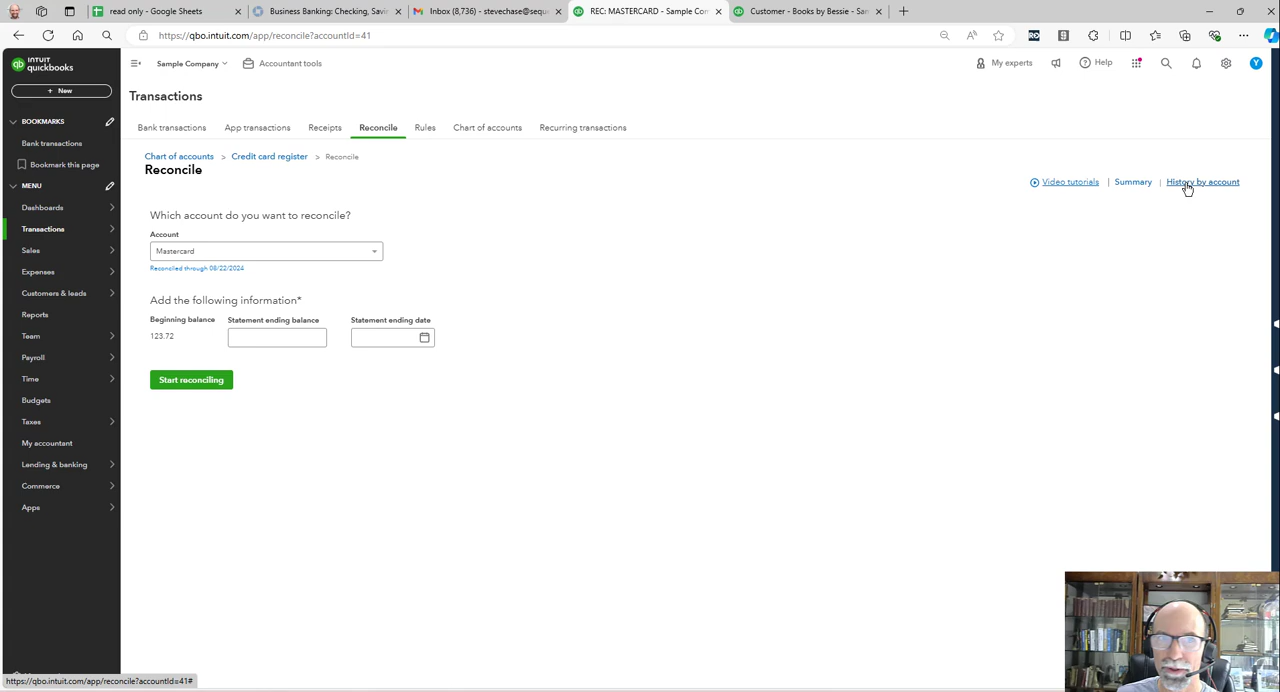 read only - Google Sheets
Business Banking: Checking, Savi
Inbox (8,736) - stevechase@seque
REC: MASTERCARD - Sample Com
Customer - Books by Bessie - Sam
https://qbo.intuit.com/app/reconcile?accountId=41
INTUIT
quickbooks
Sample Company
Accountant tools
My experts
Help
Y
+ New
Transactions
BOOKMARKS
Bank transactions
App transactions
Receipts
Reconcile
Rules
Chart of accounts
Recurring transactions
Bank transactions
Bookmark this page
Chart of accounts > Credit card register > Reconcile
Reconcile
MENU
Video tutorials | Summary | History by account
Dashboards
Transactions
Sales
Expenses
Customers & leads
Reports
Team
Payroll
Time
Budgets
Taxes
My accountant
Lending & banking
Commerce
Apps
Which account do you want to reconcile?
Account
Mastercard
Reconciled through 08/22/2024
Add the following information*
Beginning balance
Statement ending balance
Statement ending date
123.72
Start reconciling
https://qbo.intuit.com/app/reconcile?accountId=41#